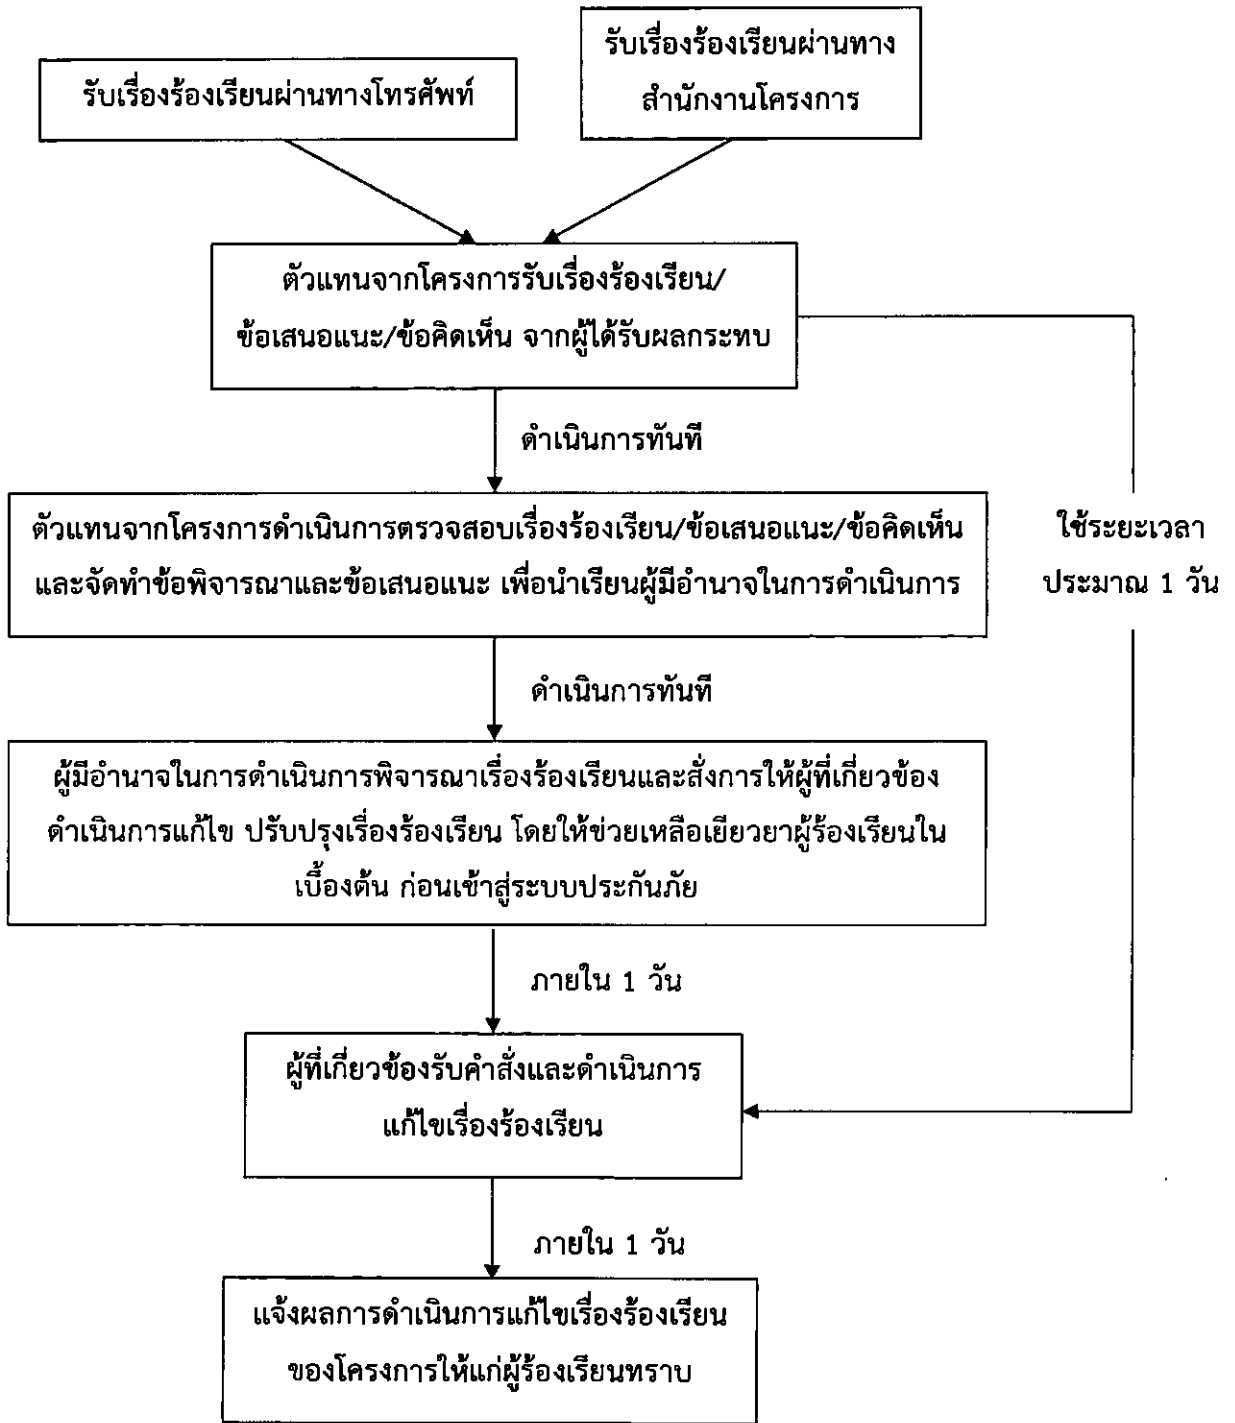 รับเรื่องร้องเรียนผ่านทางโทรศัพท์
รับเรื่องร้องเรียนผ่านทาง
สำนักงานโครงการ
ตัวแทนจากโครงการรับเรื่องร้องเรียน/
ข้อเสนอแนะ/ข้อคิดเห็น จากผู้ได้รับผลกระทบ
ดำเนินการทันที
ตัวแทนจากโครงการดำเนินการตรวจสอบเรื่องร้องเรียน/ข้อเสนอแนะ/ข้อคิดเห็น
และจัดทำข้อพิจารณาและข้อเสนอแนะ เพื่อนำเรียนผู้มีอำนาจในการดำเนินการ
ใช้ระยะเวลา
ประมาณ 1 วัน
ดำเนินการทันที
ผู้มีอำนาจในการดำเนินการพิจารณาเรื่องร้องเรียนและสั่งการให้ผู้ที่เกี่ยวข้อง
ดำเนินการแก้ไข ปรับปรุงเรื่องร้องเรียน โดยให้ช่วยเหลือเยียวยาผู้ร้องเรียนใน
เบื้องต้น ก่อนเข้าสู่ระบบประกันภัย
ภายใน 1 วัน
ผู้ที่เกี่ยวข้องรับคำสั่งและดำเนินการ
แก้ไขเรื่องร้องเรียน
ภายใน 1 วัน
แจ้งผลการดำเนินการแก้ไขเรื่องร้องเรียน
ของโครงการให้แก่ผู้ร้องเรียนทราบ